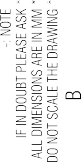 -: NOTE
IF IN DOUBT PLEASE ASK *
ALL DIMENSIONS ARE IN MM *
DO NOT SCALE THE DRAWING *
B